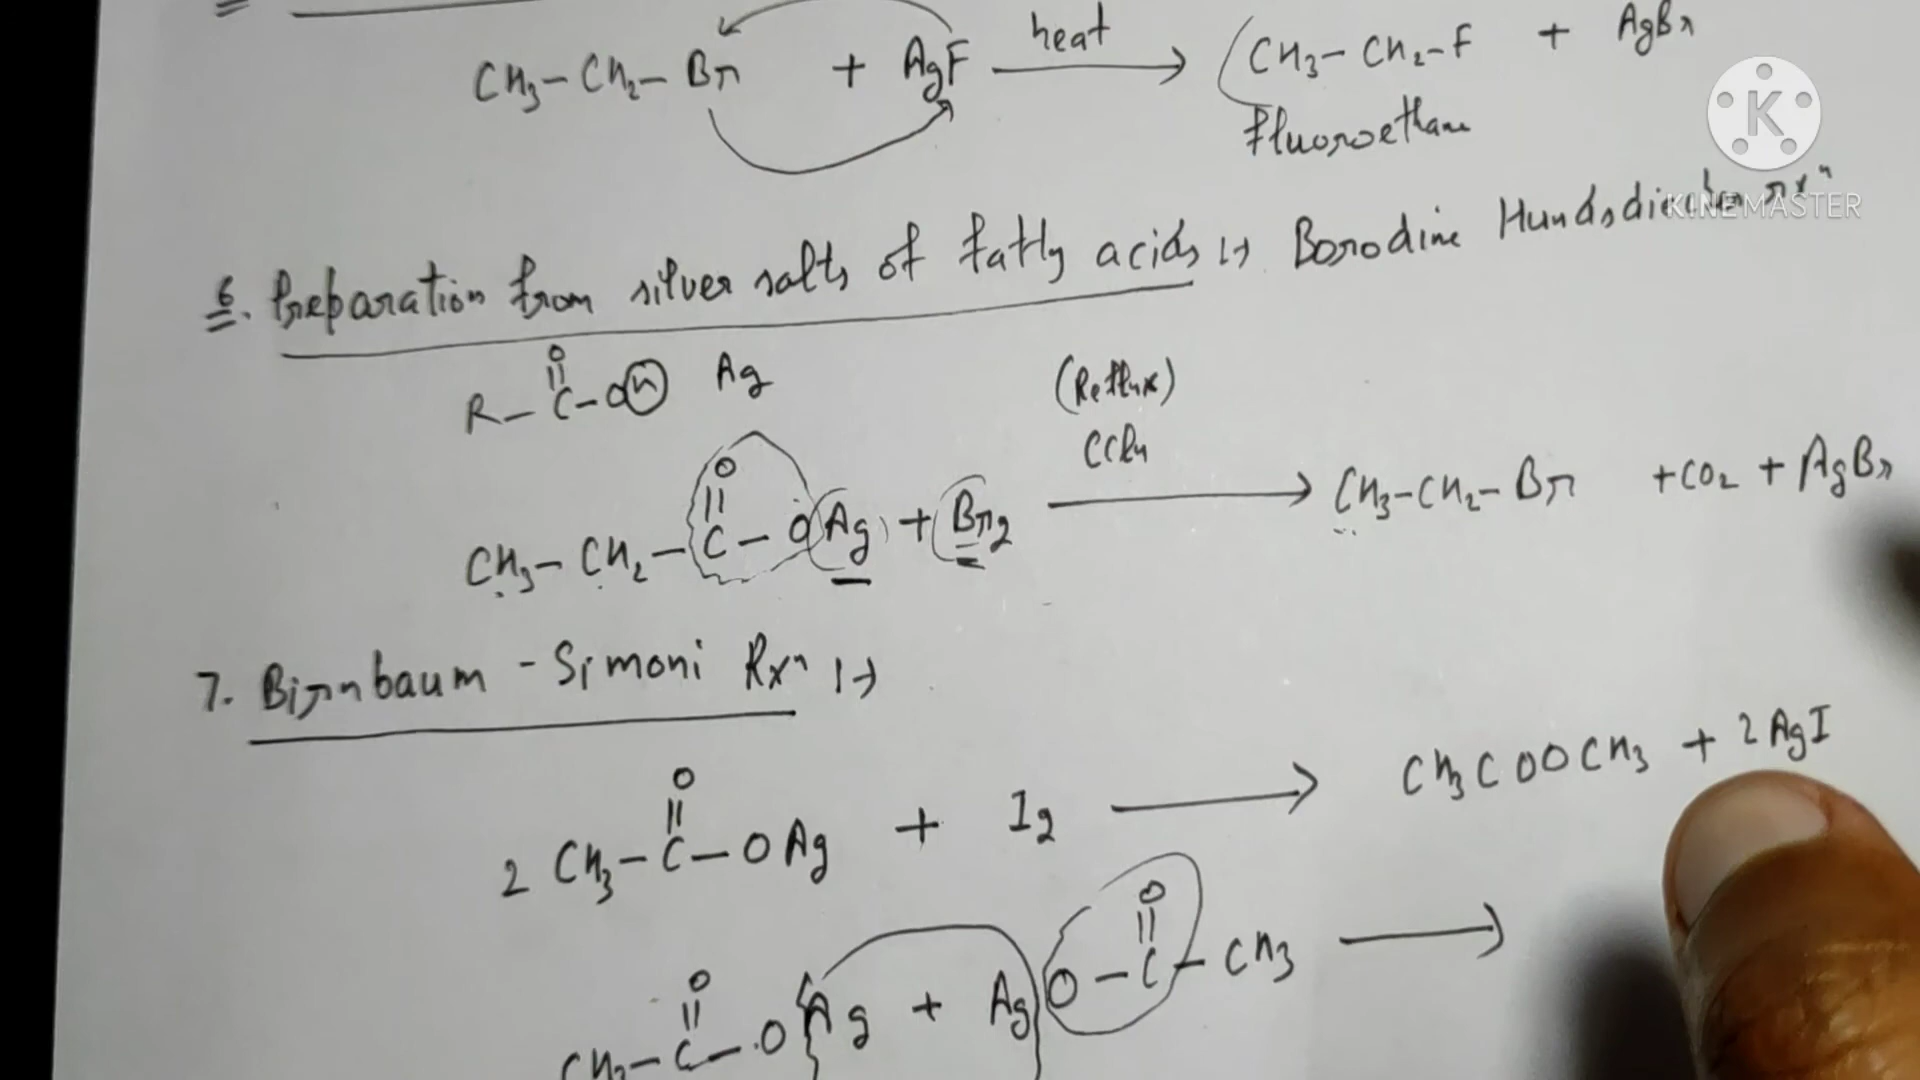 CH3-CH2-Br + AgF heat CH3-CH2-F + AgBr
Fluoroethane
K
KINEMASTER
6. Preparation from silver salts of fatty acids :→ Borodine Hundsdiecker rxn
R-C-OH Ag
O
(Reflux)
CCl4
O
CH3-CH2-C-OAg + Br2 → CH3-CH2-Br +CO2 + AgBr
7. Birnbaum - Simoni Rxn :→
O
2 CH3-C-OAg + I2 → CH3COOCH3 + 2AgI
O O
CH3-C-OAg + AgO-C-CH3 →